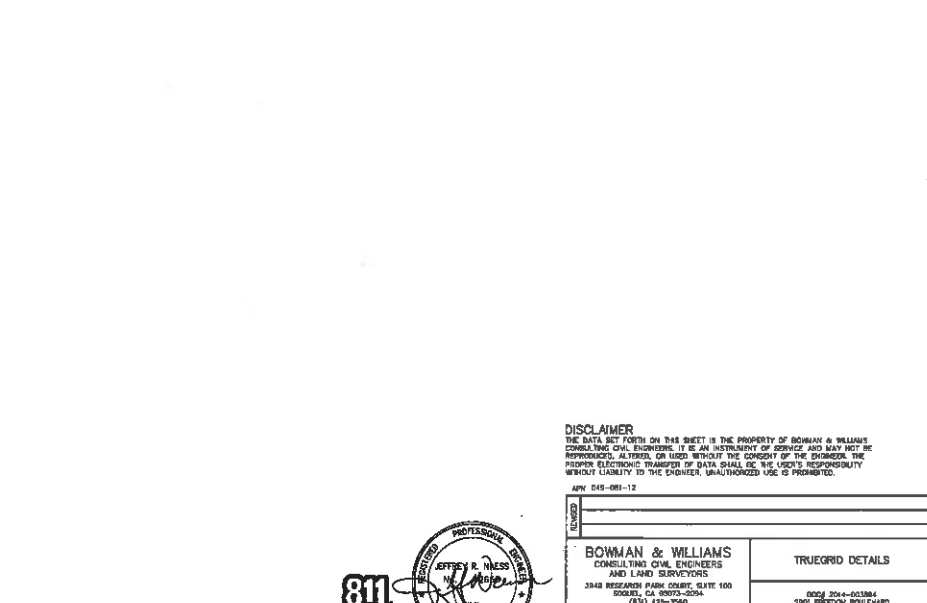 DISCLAIMER
THE DATA SET FORTH ON THIS SHEET IS THE PROPERTY OF BOWMAN & WILLIAMS
CONSULTING CIVIL ENGINEERS. IT IS AN INSTRUMENT OF SERVICE AND MAY NOT BE
REPRODUCED, ALTERED, OR USED WITHOUT THE CONSENT OF THE ENGINEER. THE
PROPER ELECTRONIC TRANSFER OF DATA SHALL BE THE USER'S RESPONSIBILITY
WITHOUT LIABILITY TO THE ENGINEER. UNAUTHORIZED USE IS PROHIBITED.
APN 049-081-12
REVISED
REGISTERED PROFESSIONAL ENGINEER
JEFFREY R. NAESS
811
BOWMAN & WILLIAMS
CONSULTING CIVIL ENGINEERS
AND LAND SURVEYORS
3949 RESEARCH PARK COURT, SUITE 100
SOQUEL, CA 95073-2094
TRUEGRID DETAILS